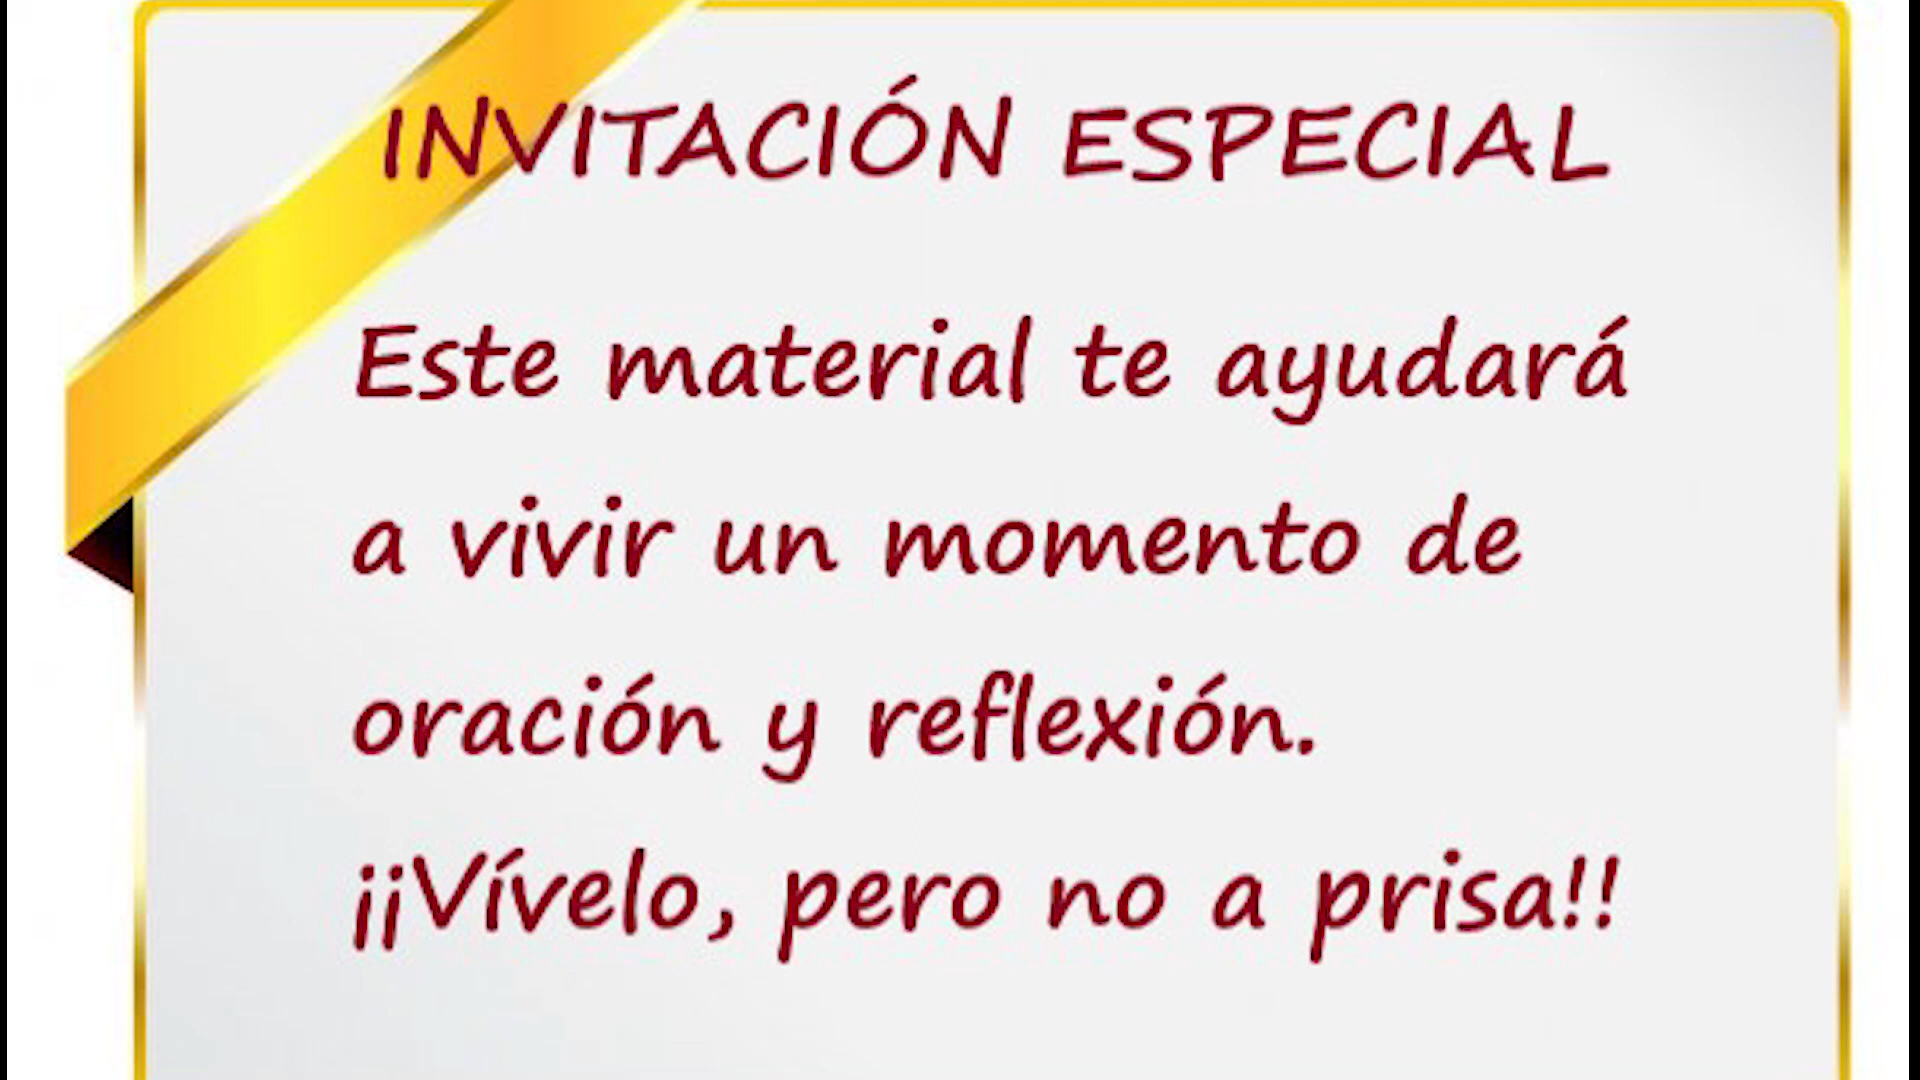 INVITACIÓN ESPECIAL
Este material te ayudará
a vivir un momento de
oración y reflexión.
¡¡Vívelo, pero no a prisa!!